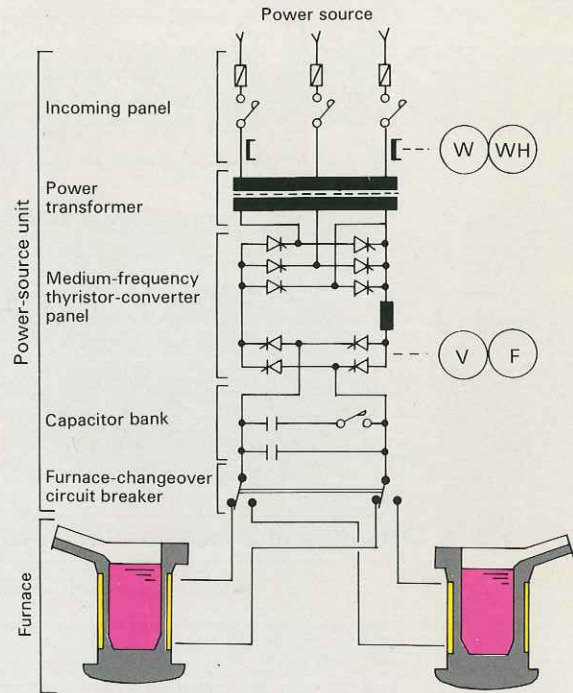 Power source
Incoming panel
W WH
Power
transformer
Medium-frequency
thyristor-converter
panel
V F
Capacitor bank
Furnace-changeover
circuit breaker
Power-source unit
Furnace